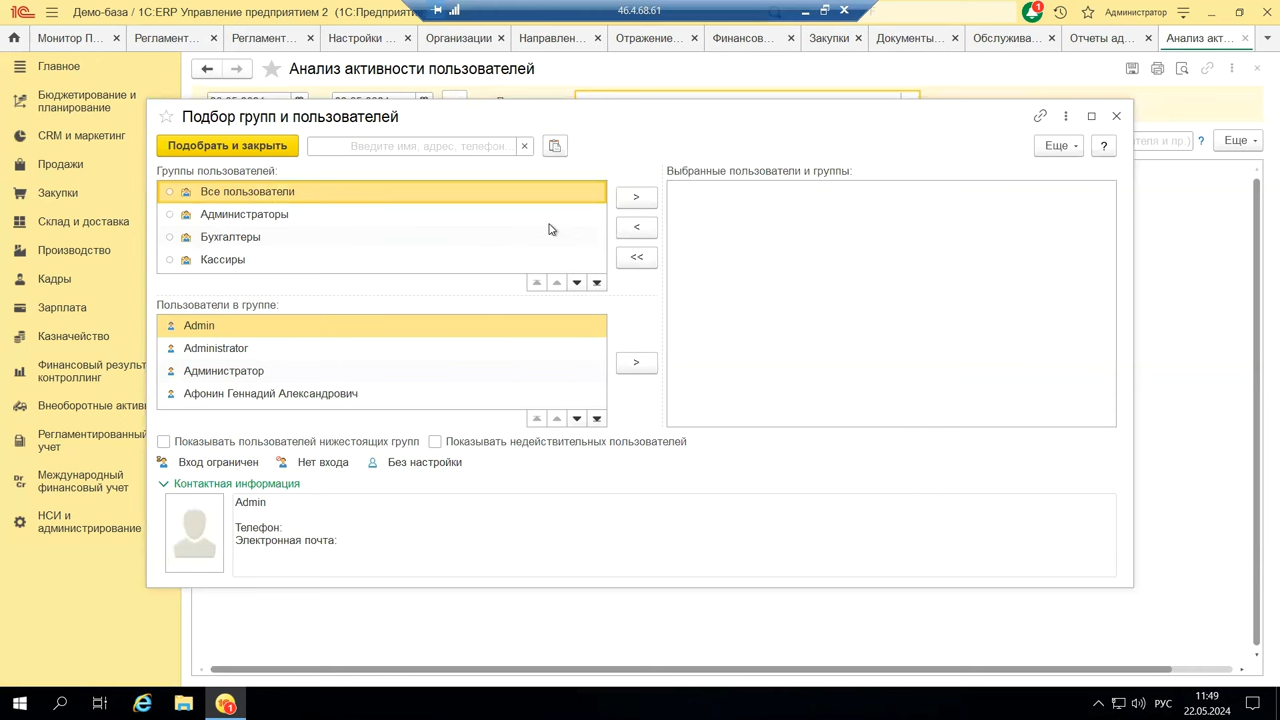 Демо-база / 1С:ERP Управление предприятием 2 (1С:Предприяти
46.4.68.61
1
Администратор
Монитор П...
Регламент...
Регламент...
Настройки ...
Организации
Направлен...
Отражение...
Финансов...
Закупки
Документы...
Обслужива...
Отчеты ад...
Анализ акт...
Главное
Бюджетирование и
планирование
CRM и маркетинг
Продажи
Закупки
Склад и доставка
Производство
Кадры
Зарплата
Казначейство
Финансовый результ
контроллинг
Внеоборотные актив
Регламентированный
учет
Международный
финансовый учет
НСИ и
администрирование
Анализ активности пользователей
теля и пр.)
?
Еще
Подбор групп и пользователей
Подобрать и закрыть
Введите имя, адрес, телефон...
Еще
?
Группы пользователей:
Все пользователи
Администраторы
Бухгалтеры
Кассиры
>
<
<<
Выбранные пользователи и группы:
Пользователи в группе:
Admin
Administrator
Администратор
Афонин Геннадий Александрович
>
Показывать пользователей нижестоящих групп
Показывать недействительных пользователей
Вход ограничен
Нет входа
Без настройки
Контактная информация
Admin
Телефон:
Электронная почта:
РУС
11:49
22.05.2024